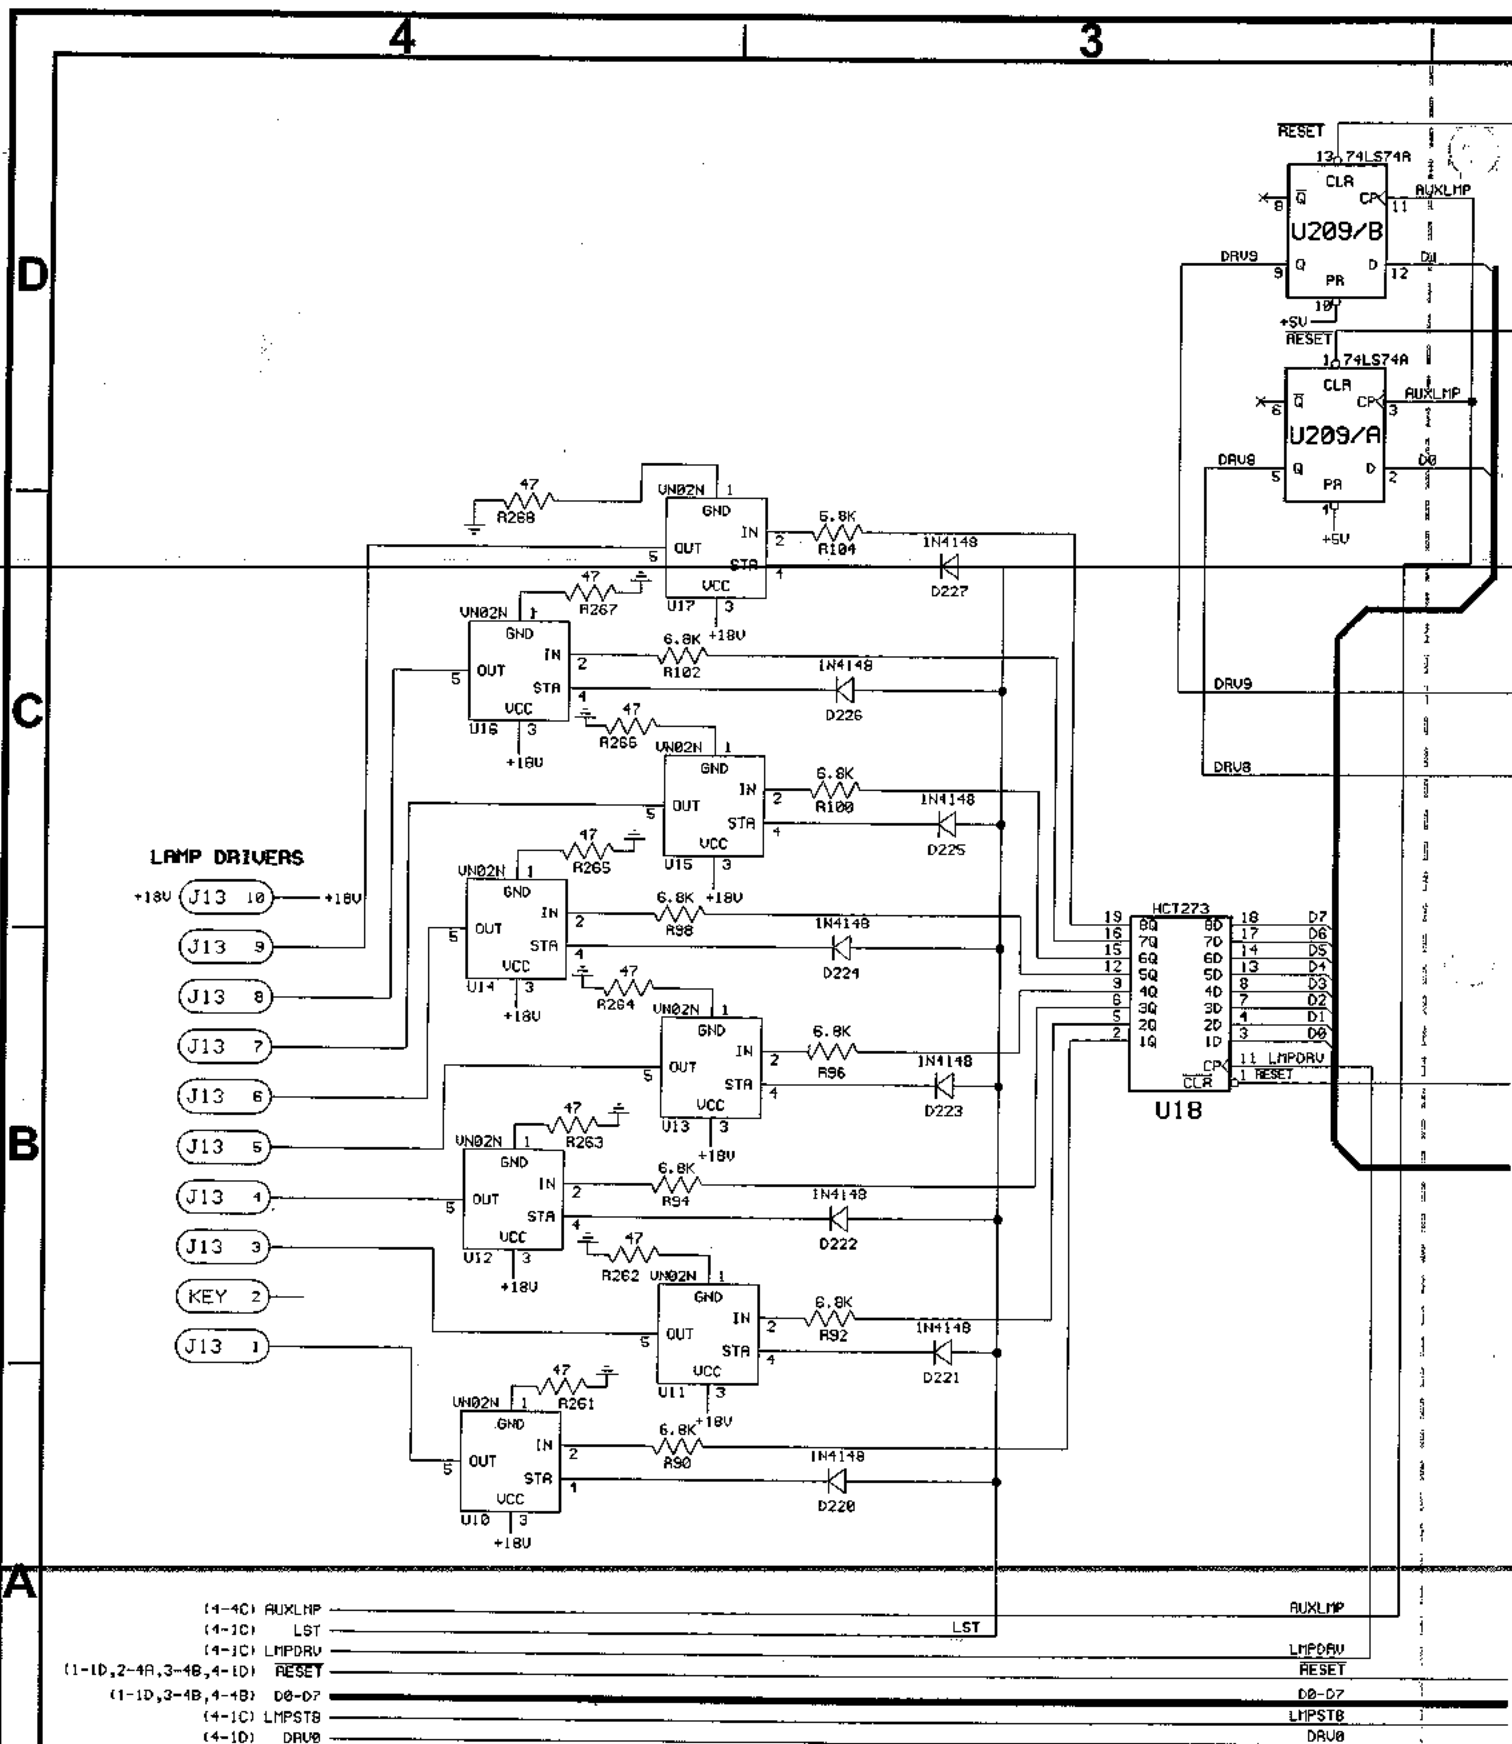 4 3
RESET
13 74LS74A
CLR
AUXLMP
8 Q CP 11
U209/B
D
DRV9 D1
9 Q D 12
PR
10
+5V
RESET
1 74LS74A
CLR
AUXLMP
6 Q CP 3
U209/A
DRV8 D0
5 Q D 2
PR
4
+5V
47
R268
VN02N 1
GND
IN 2
6.8K
R104
OUT 5
STA 4
1N4148
D227
VCC
U17 3
+18V
47
R267
VN02N 1
GND
IN 2
6.8K
R102
OUT 5
STA 4
1N4148
D226
VCC
U16 3
+18V
DRV9
C
47
R266
VN02N 1
GND
IN 2
6.8K
R100
OUT 5
STA 4
1N4148
D225
VCC
U15 3
+18V
DRV8
47
R265
VN02N 1
GND
IN 2
6.8K
R98
OUT 5
STA 4
1N4148
D224
VCC
U14 3
+18V
LAMP DRIVERS
+18V J13 10 +18V
J13 9
J13 8
J13 7
J13 6
J13 5
J13 4
J13 3
KEY 2
J13 1
HCT273
19 8Q 8D 18 D7
16 7Q 7D 17 D6
15 6Q 6D 14 D5
12 5Q 5D 13 D4
9 4Q 4D 8 D3
6 3Q 3D 7 D2
5 2Q 2D 4 D1
2 1Q 1D 3 D0
CP 11 LMPDRV
CLR 1 RESET
U18
47
R264
VN02N 1
GND
IN 2
6.8K
R96
OUT 5
STA 4
1N4148
D223
VCC
U13 3
+18V
B
47
R263
VN02N 1
GND
IN 2
6.8K
R94
OUT 5
STA 4
1N4148
D222
VCC
U12 3
+18V
47
R262
VN02N 1
GND
IN 2
6.8K
R92
OUT 5
STA 4
1N4148
D221
VCC
U11 3
+18V
47
R261
VN02N 1
GND
IN 2
6.8K
R90
OUT 5
STA 4
1N4148
D220
VCC
U10 3
+18V
A
(4-4C) AUXLMP AUXLMP
(4-1C) LST LST
(4-1C) LMPDRV LMPDRV
(1-1D,2-4A,3-4B,4-1D) RESET RESET
(1-1D,3-4B,4-4B) D0-D7 D0-D7
(4-1C) LMPSTB LMPSTB
(4-1D) DRV0 DRV0